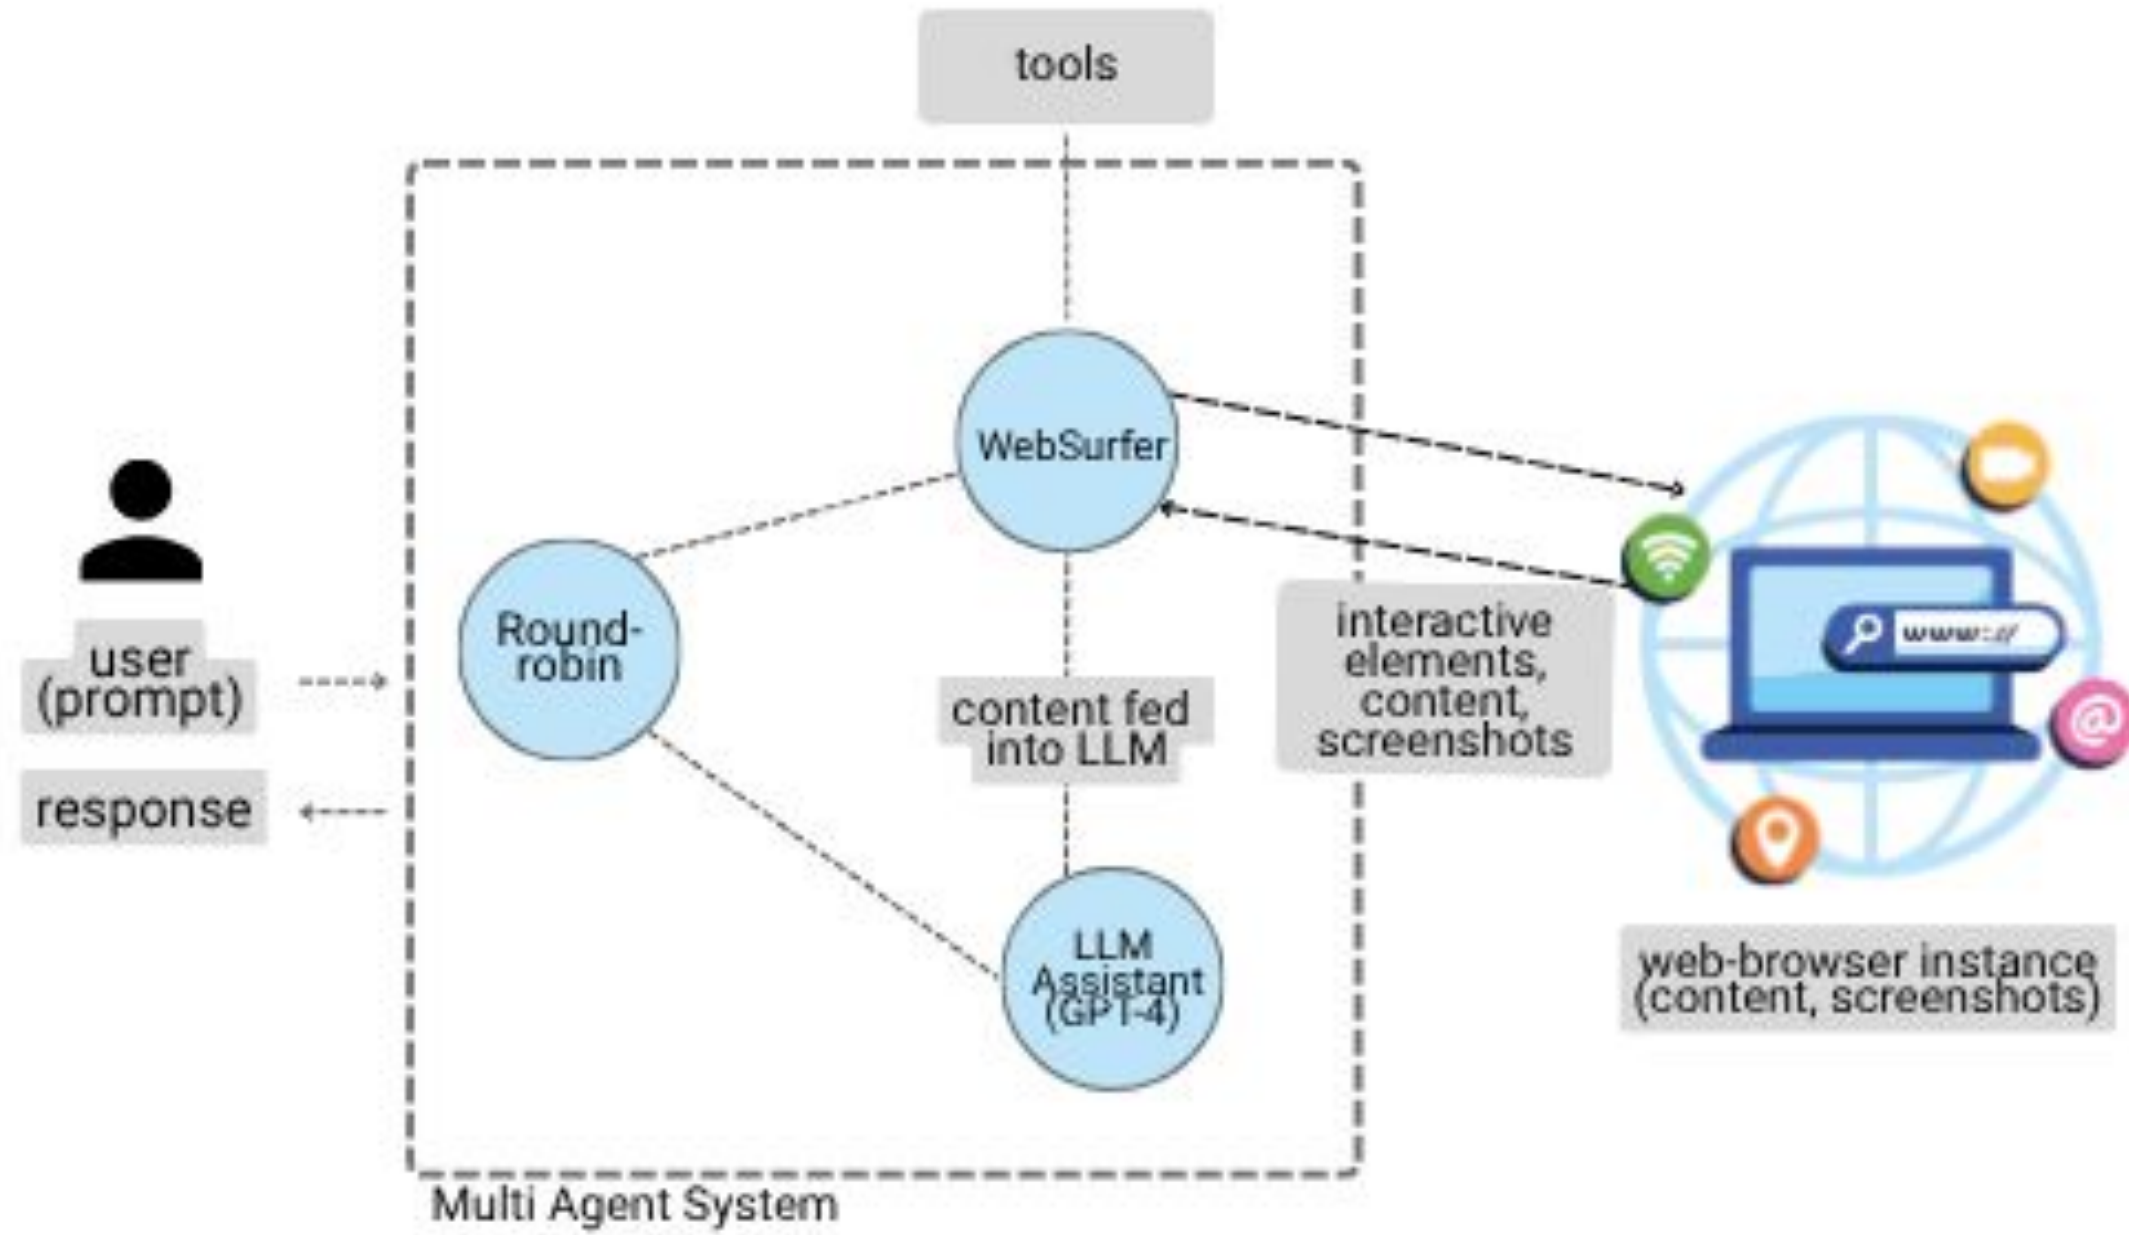 tools
WebSurfer
Round-
robin
user
(prompt)
response
content fed
into LLM
interactive
elements,
content,
screenshots
www://
LLM
Assistant
(GPT-4)
web-browser instance
(content, screenshots)
Multi Agent System